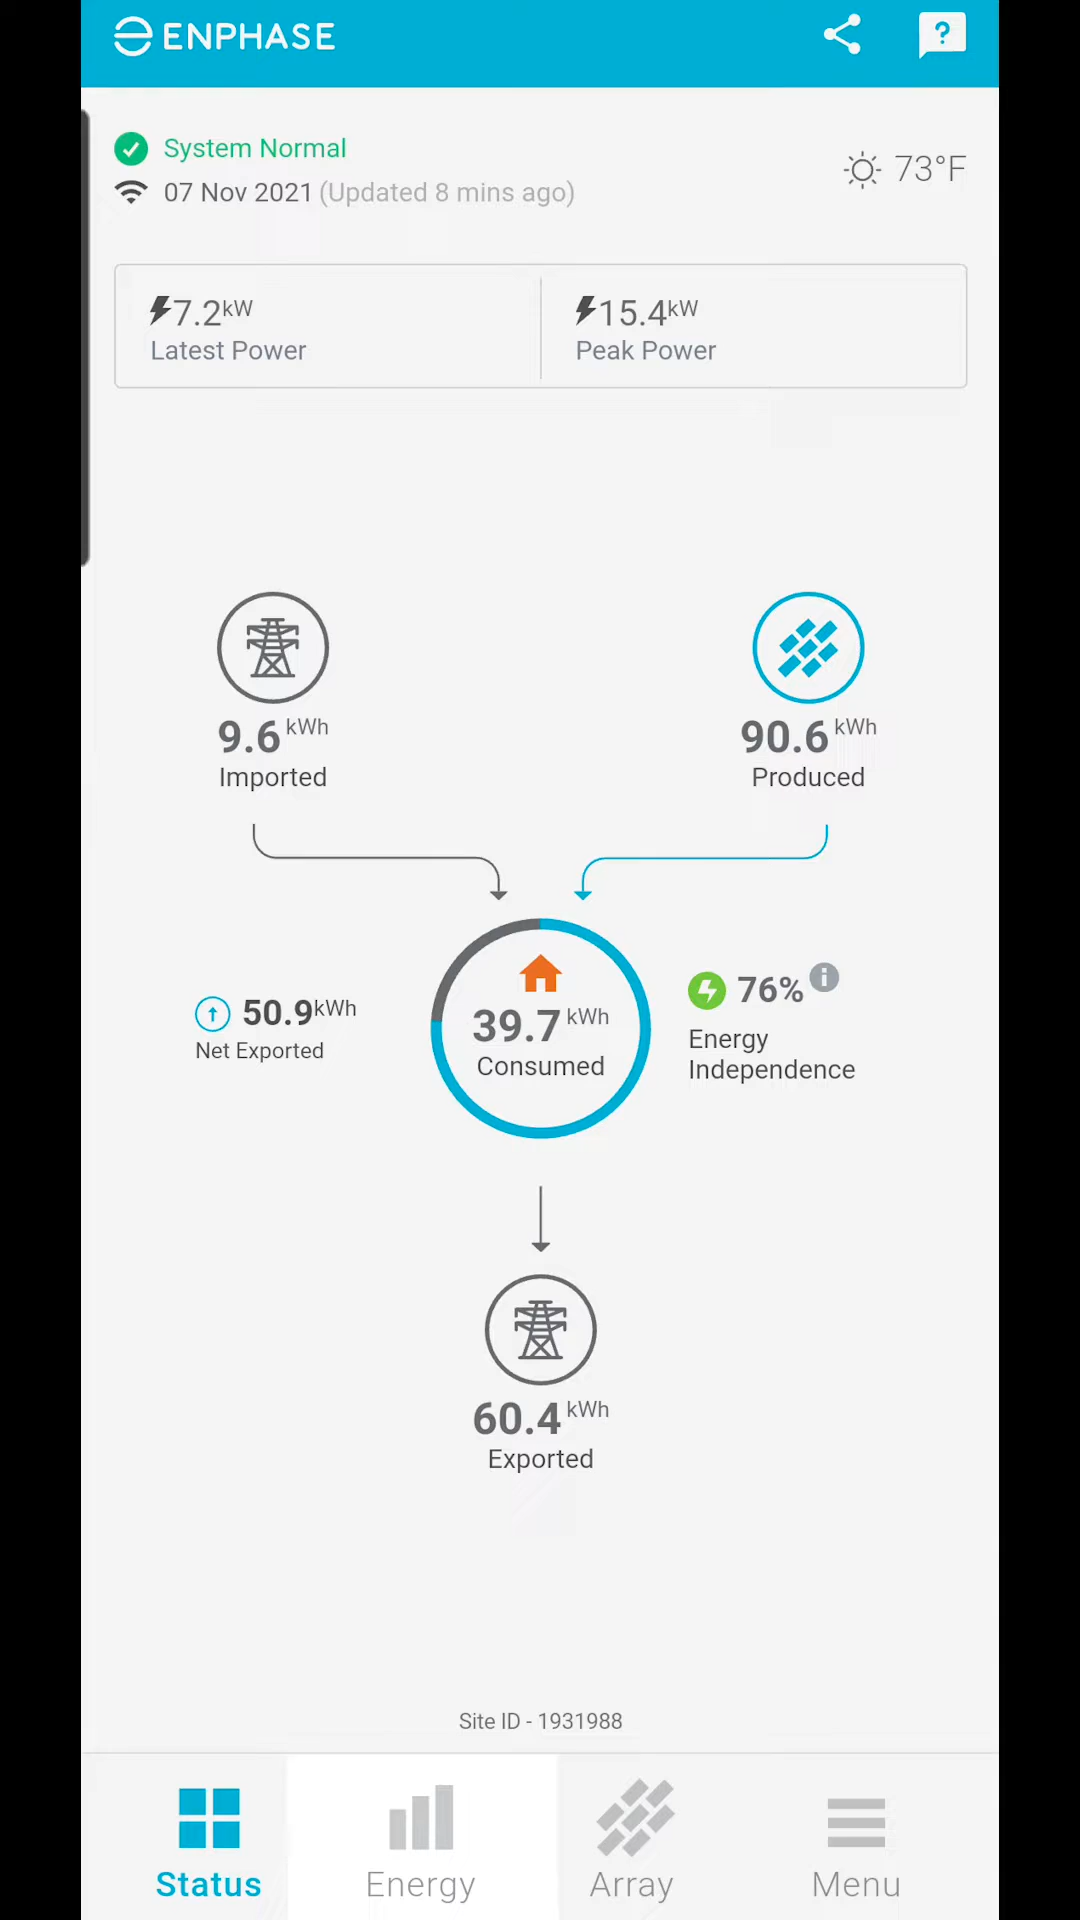 ENPHASE
System Normal
07 Nov 2021 (Updated 8 mins ago)
73°F
7.2kW
Latest Power
15.4kW
Peak Power
9.6 kWh
Imported
90.6 kWh
Produced
50.9kWh
Net Exported
39.7 kWh
Consumed
76%
Energy
Independence
60.4 kWh
Exported
Site ID - 1931988
Status
Energy
Array
Menu